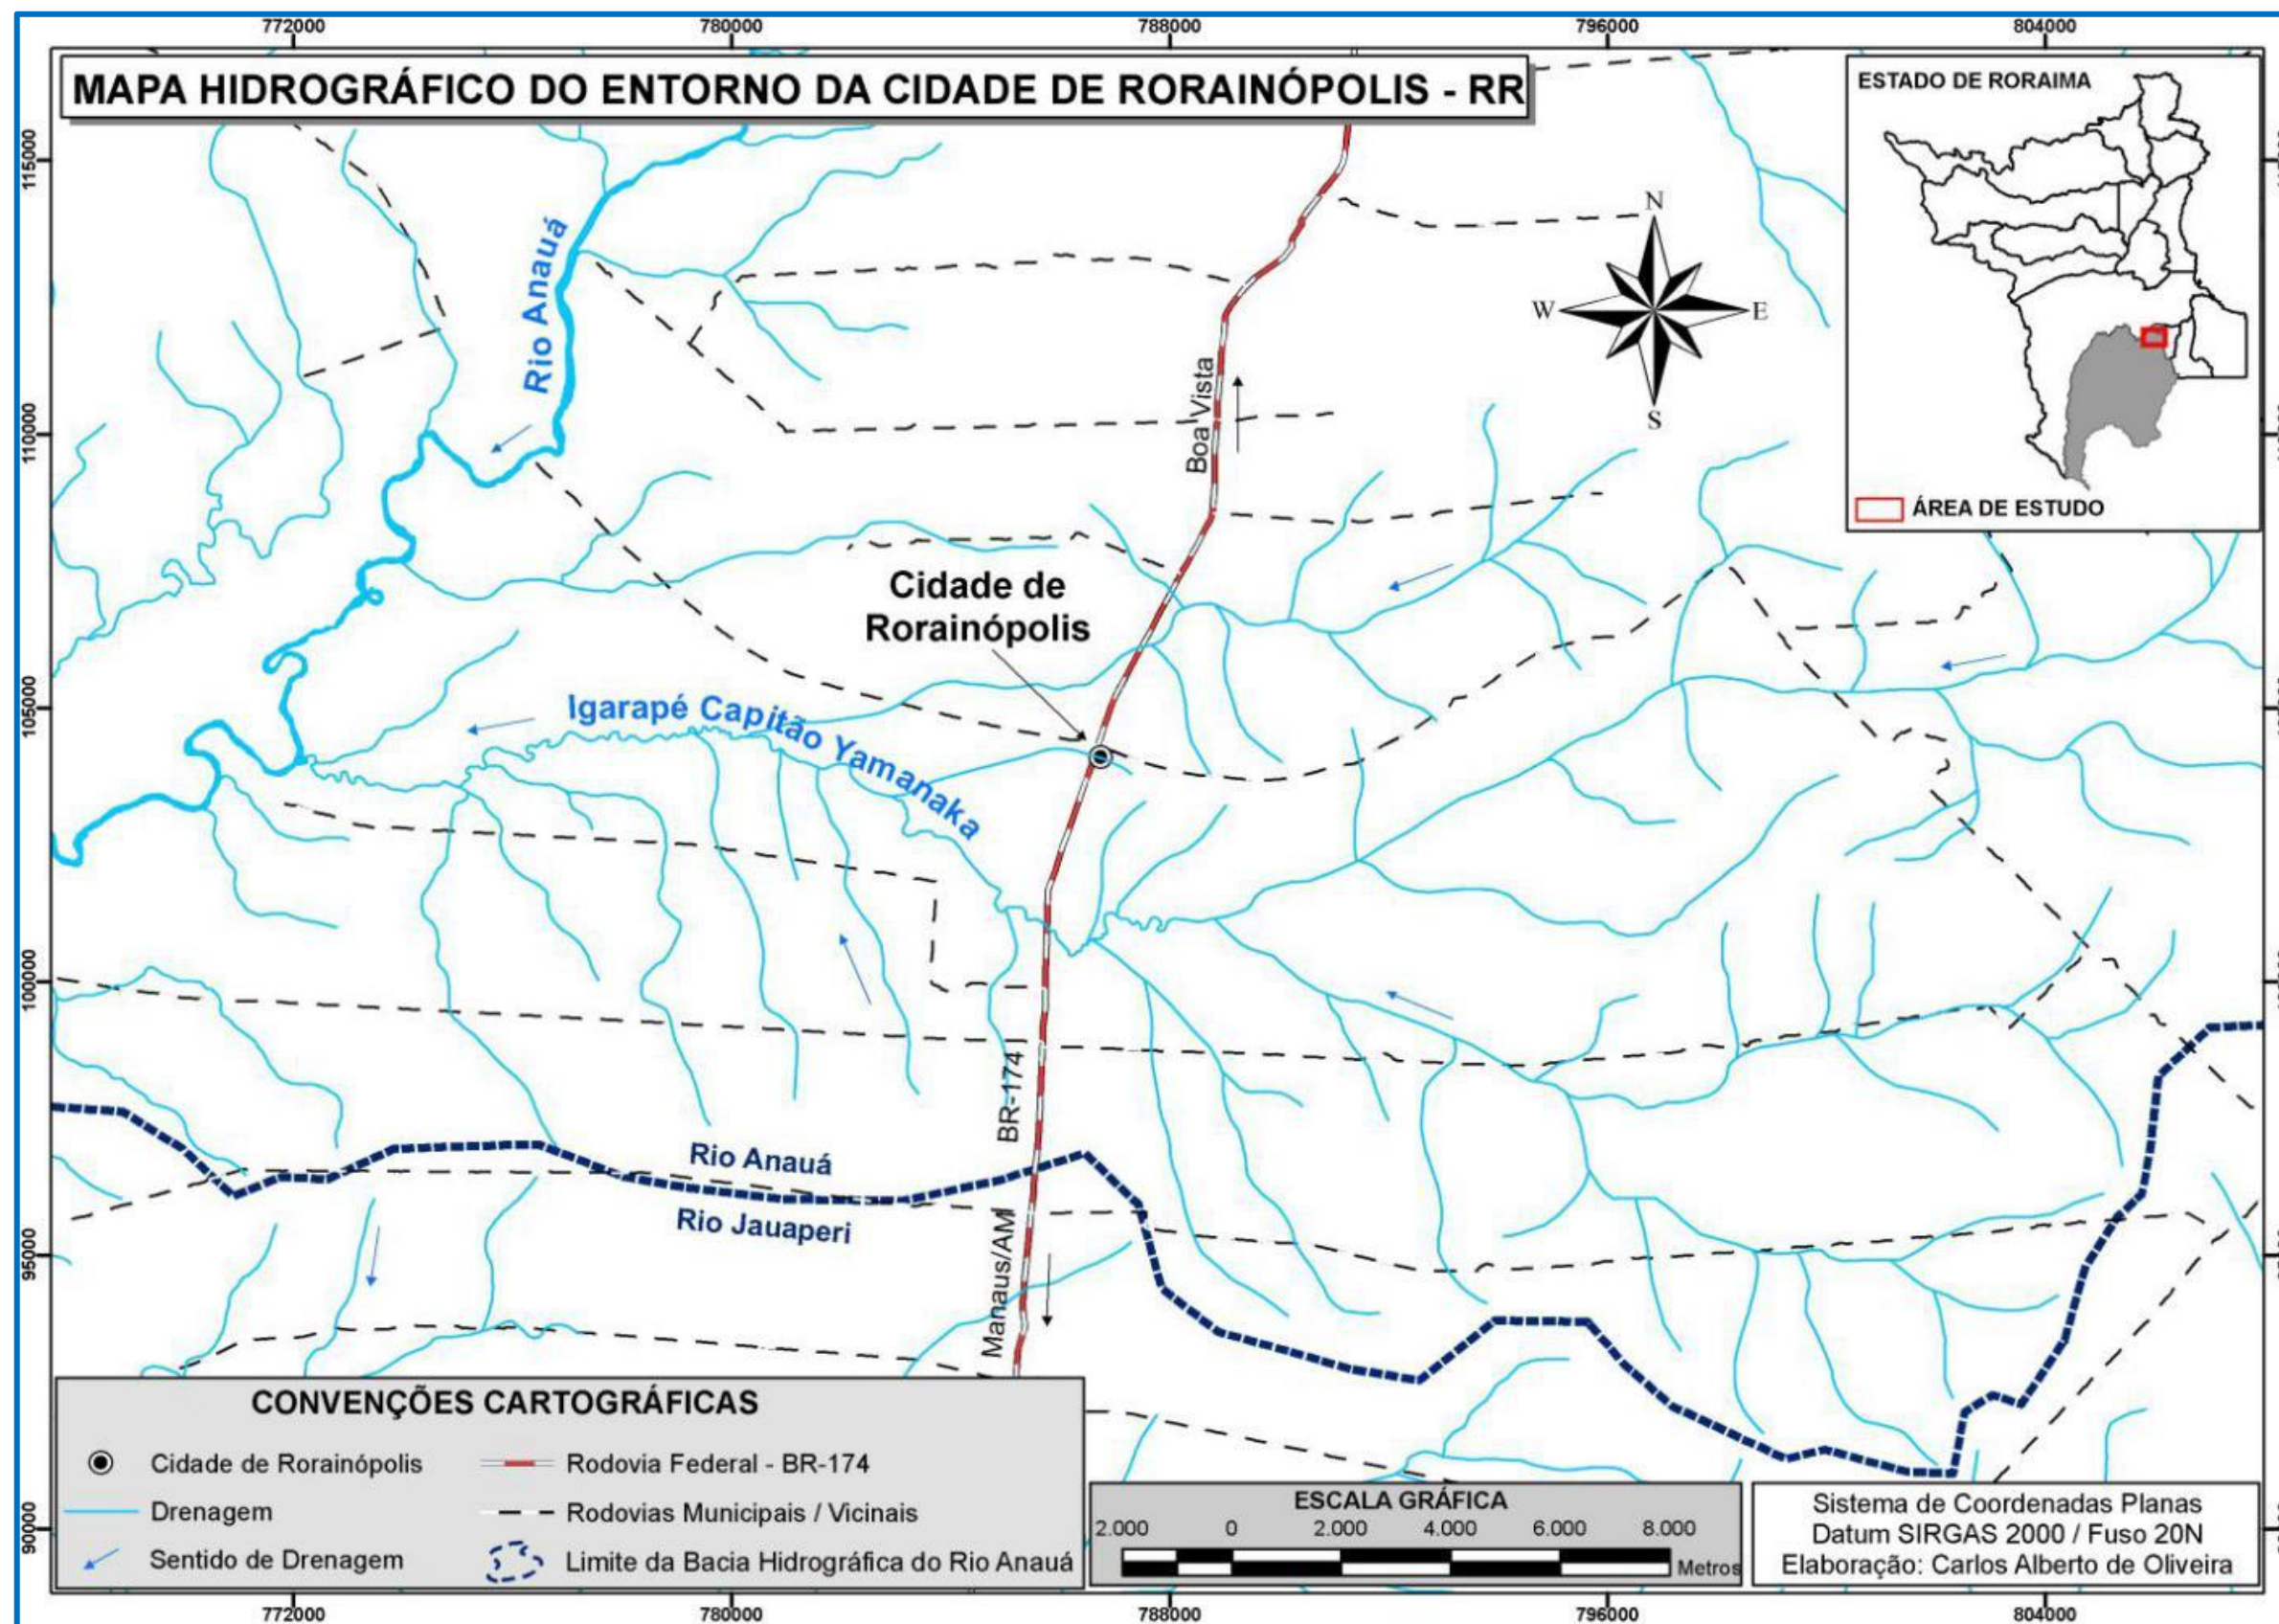 772000
780000
788000
796000
804000
MAPA HIDROGRÁFICO DO ENTORNO DA CIDADE DE RORAINÓPOLIS - RR
ESTADO DE RORAIMA
ÁREA DE ESTUDO
115000
110000
105000
100000
95000
90000
N
W
E
S
Rio Anauá
Boa Vista
Cidade de
Rorainópolis
Igarapé Capitão Yamanaka
BR-174
Rio Anauá
Rio Jauaperi
Manaus/AM
CONVENÇÕES CARTOGRÁFICAS
Cidade de Rorainópolis
Rodovia Federal - BR-174
Drenagem
Rodovias Municipais / Vicinais
Sentido de Drenagem
Limite da Bacia Hidrográfica do Rio Anauá
ESCALA GRÁFICA
2.000 0 2.000 4.000 6.000 8.000
Metros
Sistema de Coordenadas Planas
Datum SIRGAS 2000 / Fuso 20N
Elaboração: Carlos Alberto de Oliveira
772000
780000
788000
796000
804000